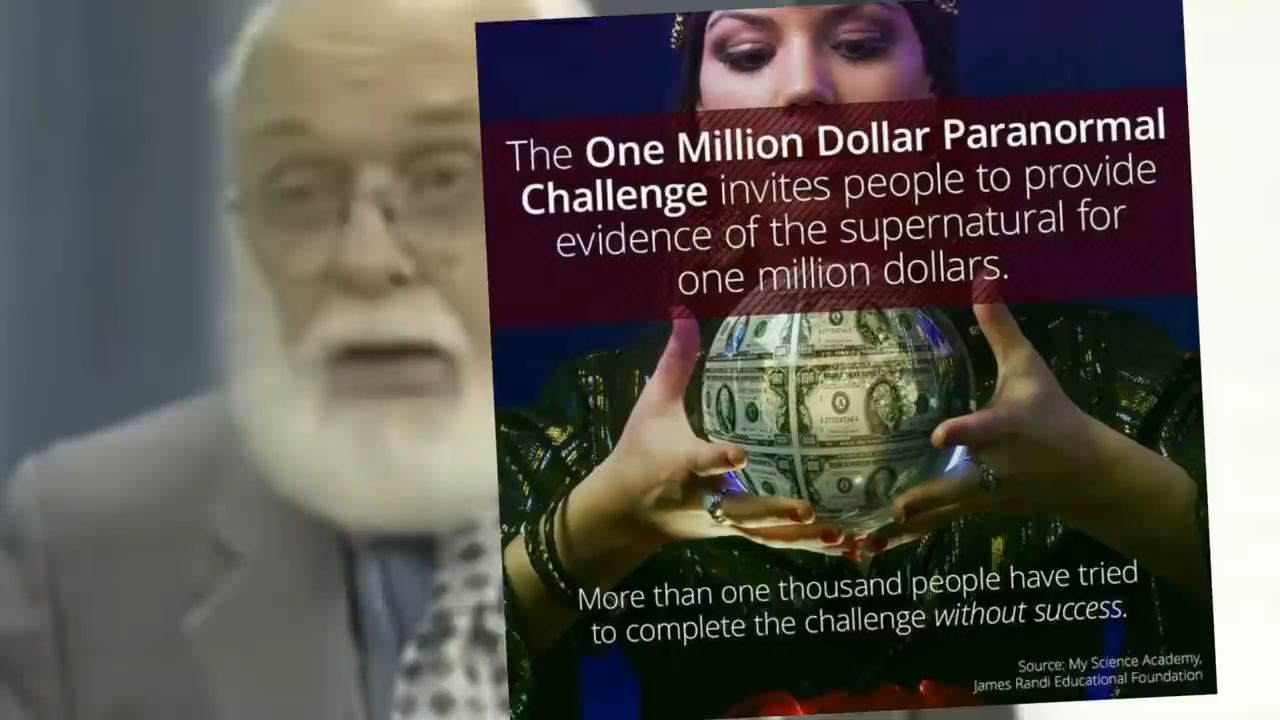 The One Million Dollar Paranormal
Challenge invites people to provide
evidence of the supernatural for
one million dollars.
More than one thousand people have tried
to complete the challenge without success.
Source: My Science Academy,
James Randi Educational Foundation